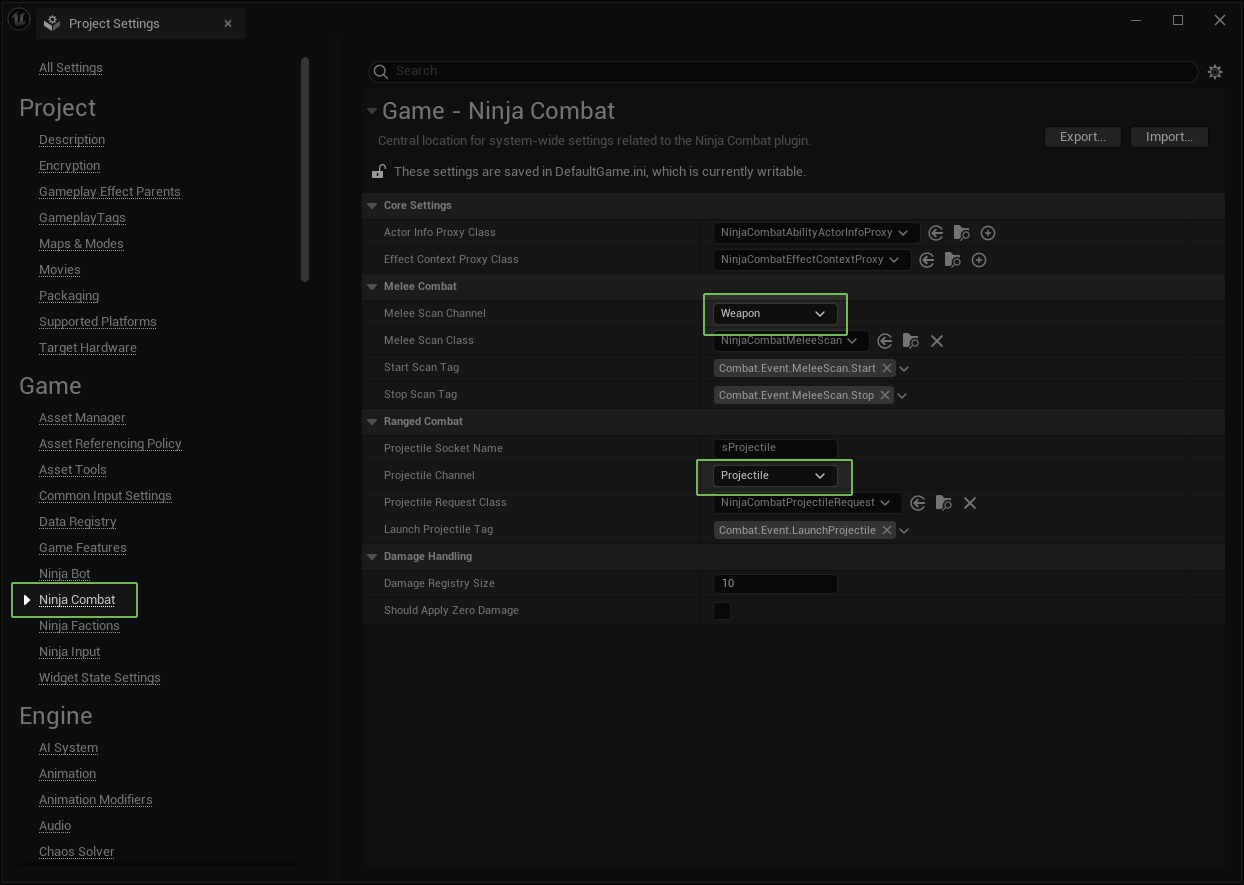 Project Settings
All Settings
Project
Description
Encryption
Gameplay Effect Parents
GameplayTags
Maps & Modes
Movies
Packaging
Supported Platforms
Target Hardware
Game
Asset Manager
Asset Referencing Policy
Asset Tools
Common Input Settings
Data Registry
Game Features
Ninja Bot
Ninja Combat
Ninja Factions
Ninja Input
Widget State Settings
Engine
AI System
Animation
Animation Modifiers
Audio
Chaos Solver
Search
Game - Ninja Combat
Central location for system-wide settings related to the Ninja Combat plugin.
Export...
Import...
These settings are saved in DefaultGame.ini, which is currently writable.
Core Settings
Actor Info Proxy Class NinjaCombatAbilityActorInfoProxy
Effect Context Proxy Class NinjaCombatEffectContextProxy
Melee Combat
Melee Scan Channel Weapon
Melee Scan Class NinjaCombatMeleeScan
Start Scan Tag Combat.Event.MeleeScan.Start
Stop Scan Tag Combat.Event.MeleeScan.Stop
Ranged Combat
Projectile Socket Name sProjectile
Projectile Channel Projectile
Projectile Request Class NinjaCombatProjectileRequest
Launch Projectile Tag Combat.Event.LaunchProjectile
Damage Handling
Damage Registry Size 10
Should Apply Zero Damage